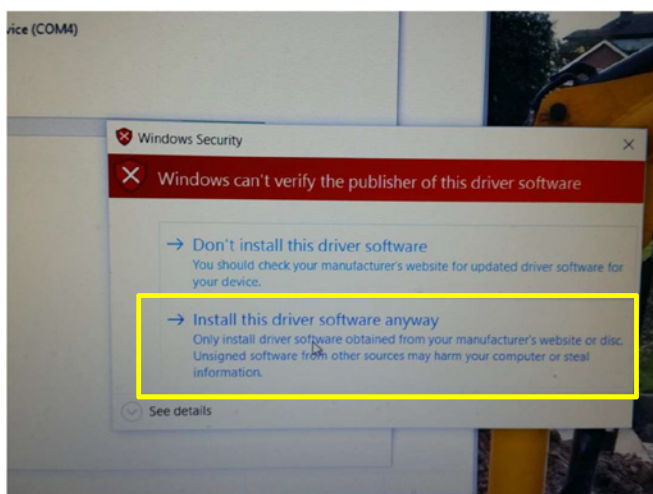 vice (COM4)
Windows Security
Windows can't verify the publisher of this driver software
Don't install this driver software
You should check your manufacturer's website for updated driver software for
your device.
Install this driver software anyway
Only install driver software obtained from your manufacturer's website or disc.
Unsigned software from other sources may harm your computer or steal
information.
See details